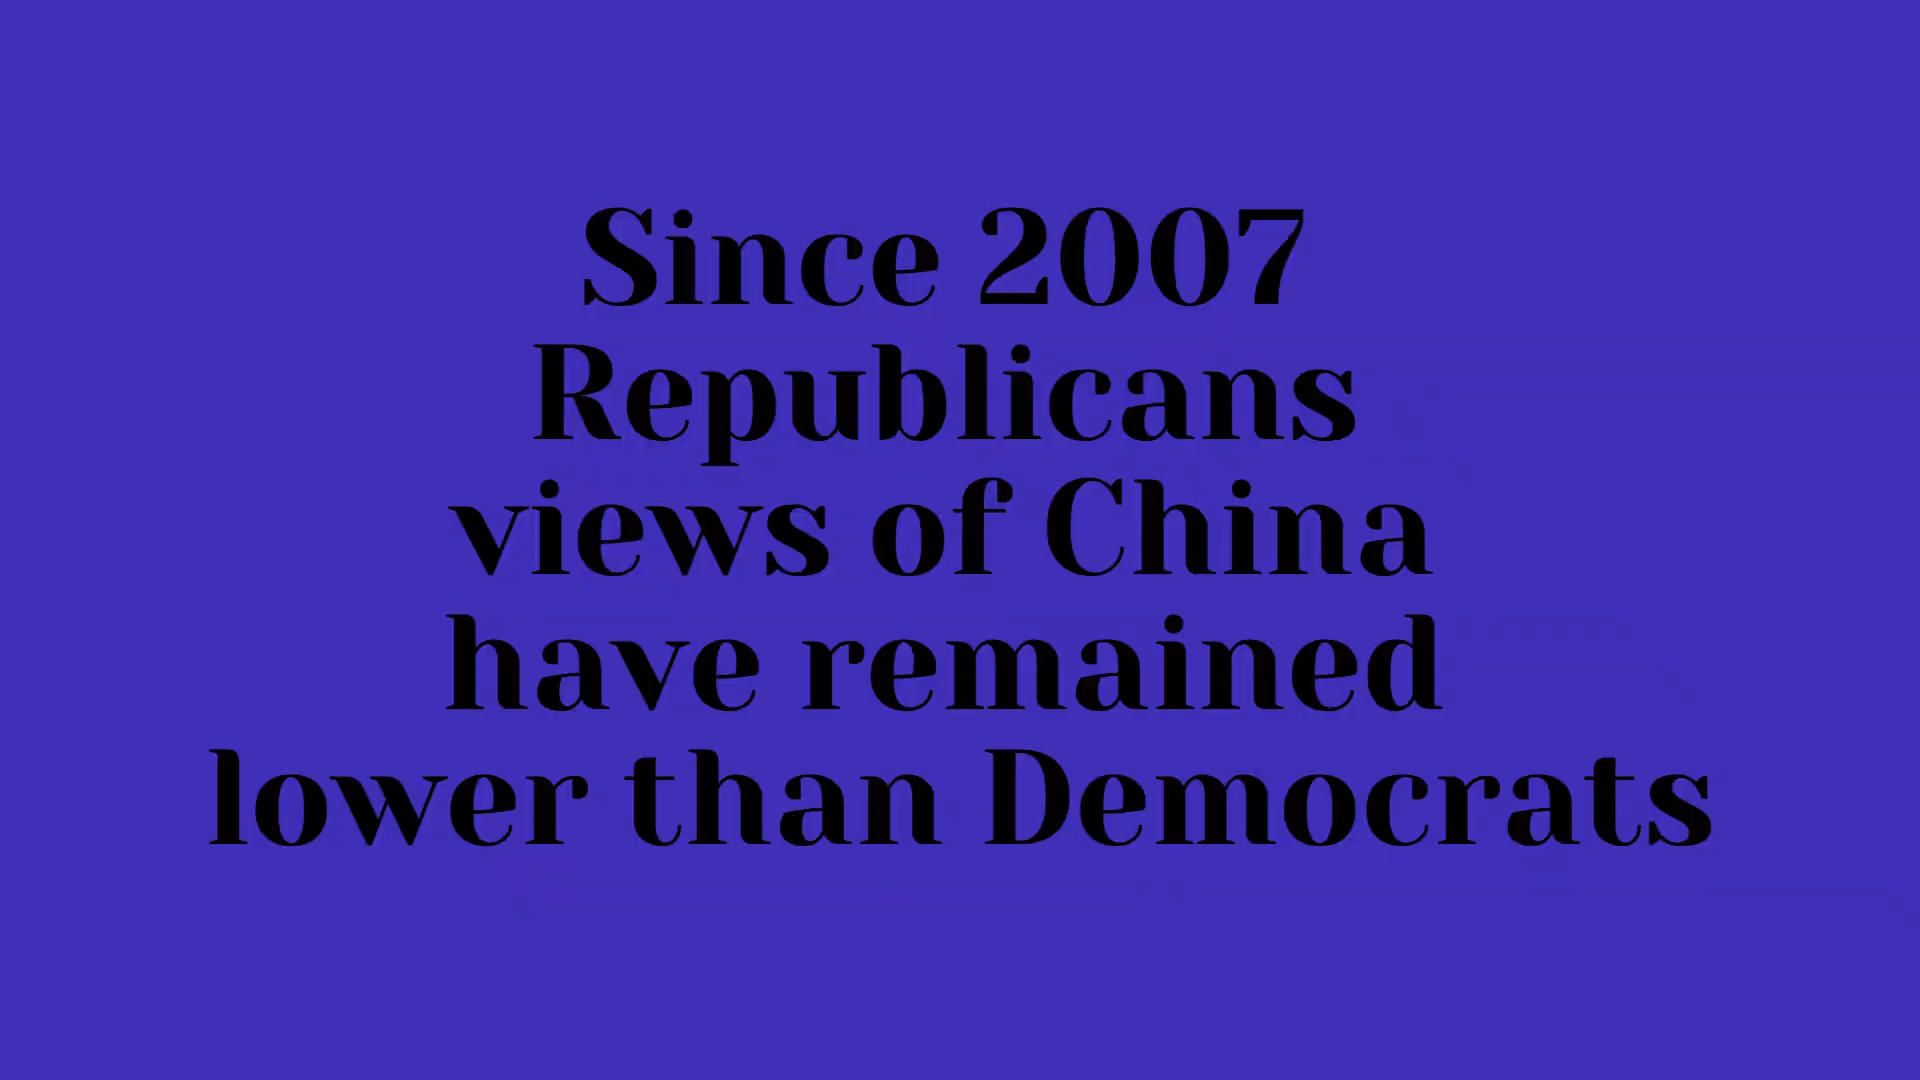 Since 2007
Republicans
views of China
have remained
lower than Democrats